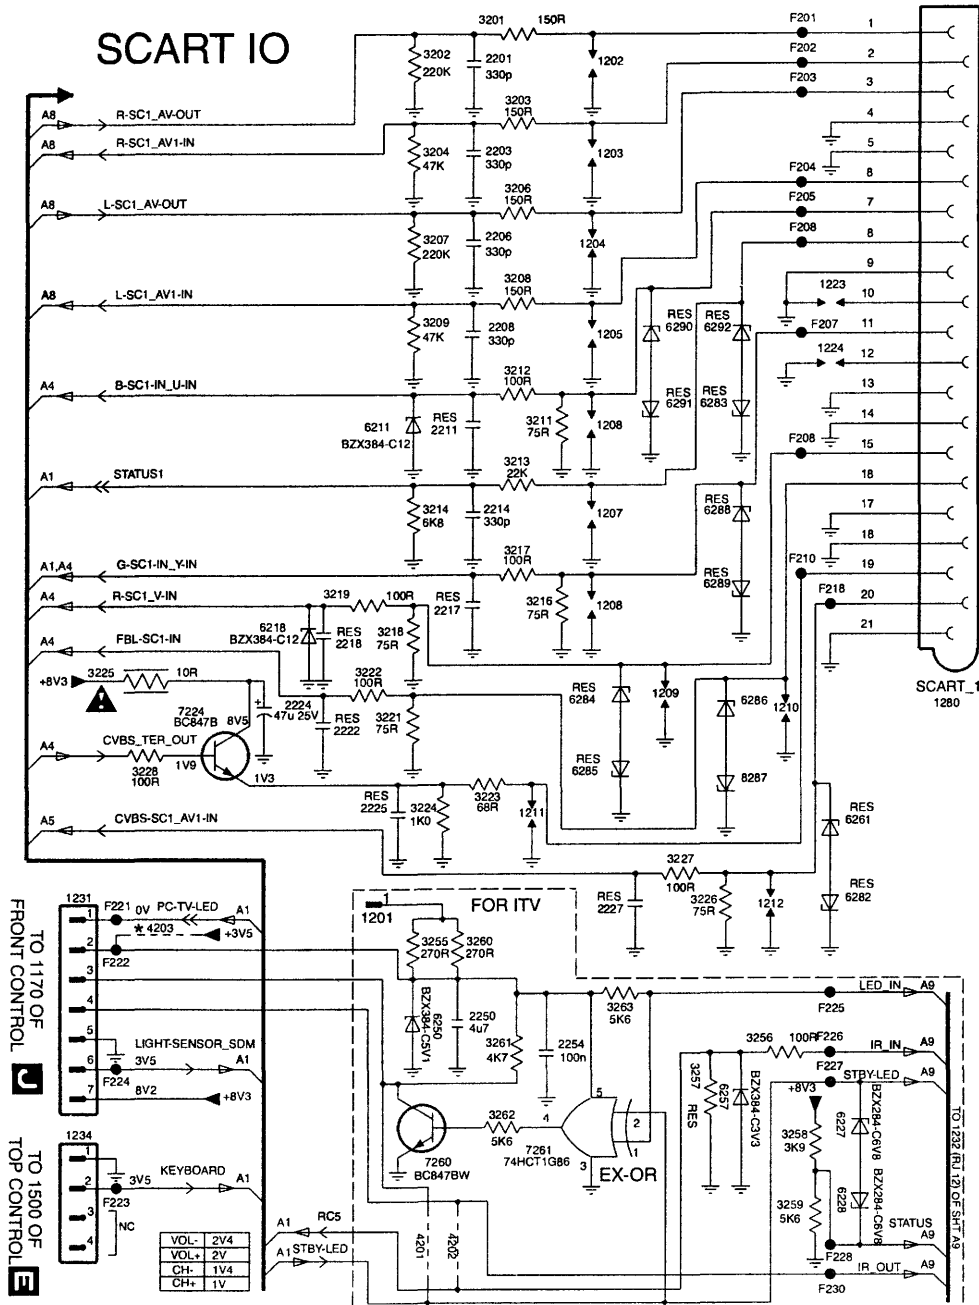 SCART IO
3201 150R
F201 1
3202 220K
2201 330p
1202
F202 2
F203 3
A8 R-SC1_AV-OUT
3203 150R
4
A8 R-SC1_AV1-IN
3204 47K
2203 330p
1203
5
F204 8
A8 L-SC1_AV-OUT
3206 150R
F205 7
3207 220K
2206 330p
1204
F208 8
9
A8 L-SC1_AV1-IN
3208 150R
1223
10
3209 47K
2208 330p
1205
RES 6290
RES 6292
F207 11
1224
12
A4 B-SC1-IN_U-IN
3212 100R
RES 6291
RES 6283
13
6211 BZX384-C12
RES 2211
3211 75R
1208
14
F208 15
A1 STATUS1
3213 22K
18
3214 6K8
2214 330p
1207
RES 6288
17
18
A1,A4 G-SC1-IN_Y-IN
3217 100R
RES 6289
F210 19
A4 R-SC1_V-IN
3219 100R
RES 2217
3216 75R
1208
F218 20
6218 BZX384-C12
RES 2218
3218 75R
21
A4 FBL-SC1-IN
+8V3
3225 10R
3222 100R
RES 6284
1209
6286
1210
SCART_1
1280
7224 BC847B
8V5
2224 47u 25V
RES 2222
3221 75R
A4 CVBS_TER_OUT
3228 100R
1V9
1V3
RES 6285
8287
RES 2225
3224 1K0
3223 68R
1211
A5 CVBS-SC1_AV1-IN
RES 6261
3227 100R
RES 2227
3226 75R
1212
RES 6282
1231
1
F221 0V PC-TV-LED A1
* 4203 +3V5
2
F222
3
4
5
LIGHT-SENSOR_SDM
6
3V5 A1
F224
7
8V2 +8V3
TO 1170 OF
FRONT CONTROL
J
1201
1
FOR ITV
3255 270R
3260 270R
6250
BZX384-C5V1
2250 4u7
3261 4K7
2254 100n
3263 5K6
F225 LED_IN A9
3256 100R
F226 IR_IN A9
F227 STBY-LED A9
3257
RES
6257
BZX384-C3V3
+8V3
3258 3K9
6227
BZX284-C6V8
3259 5K6
6228
BZX284-C6V8
STATUS
F228 A9
F230 IR_OUT A9
TO 1232 (RJ 12) OF SHT A9
7260 BC847BW
3262 5K6
7261 74HCT1G86
5
4
3
2
1
EX-OR
1234
1
2
3V5 KEYBOARD A1
F223
3
NC
4
TO 1500 OF
TOP CONTROL
E
VOL- 2V4
VOL+ 2V
CH- 1V4
CH+ 1V
A1 RC5
A1 STBY-LED
4201
4202